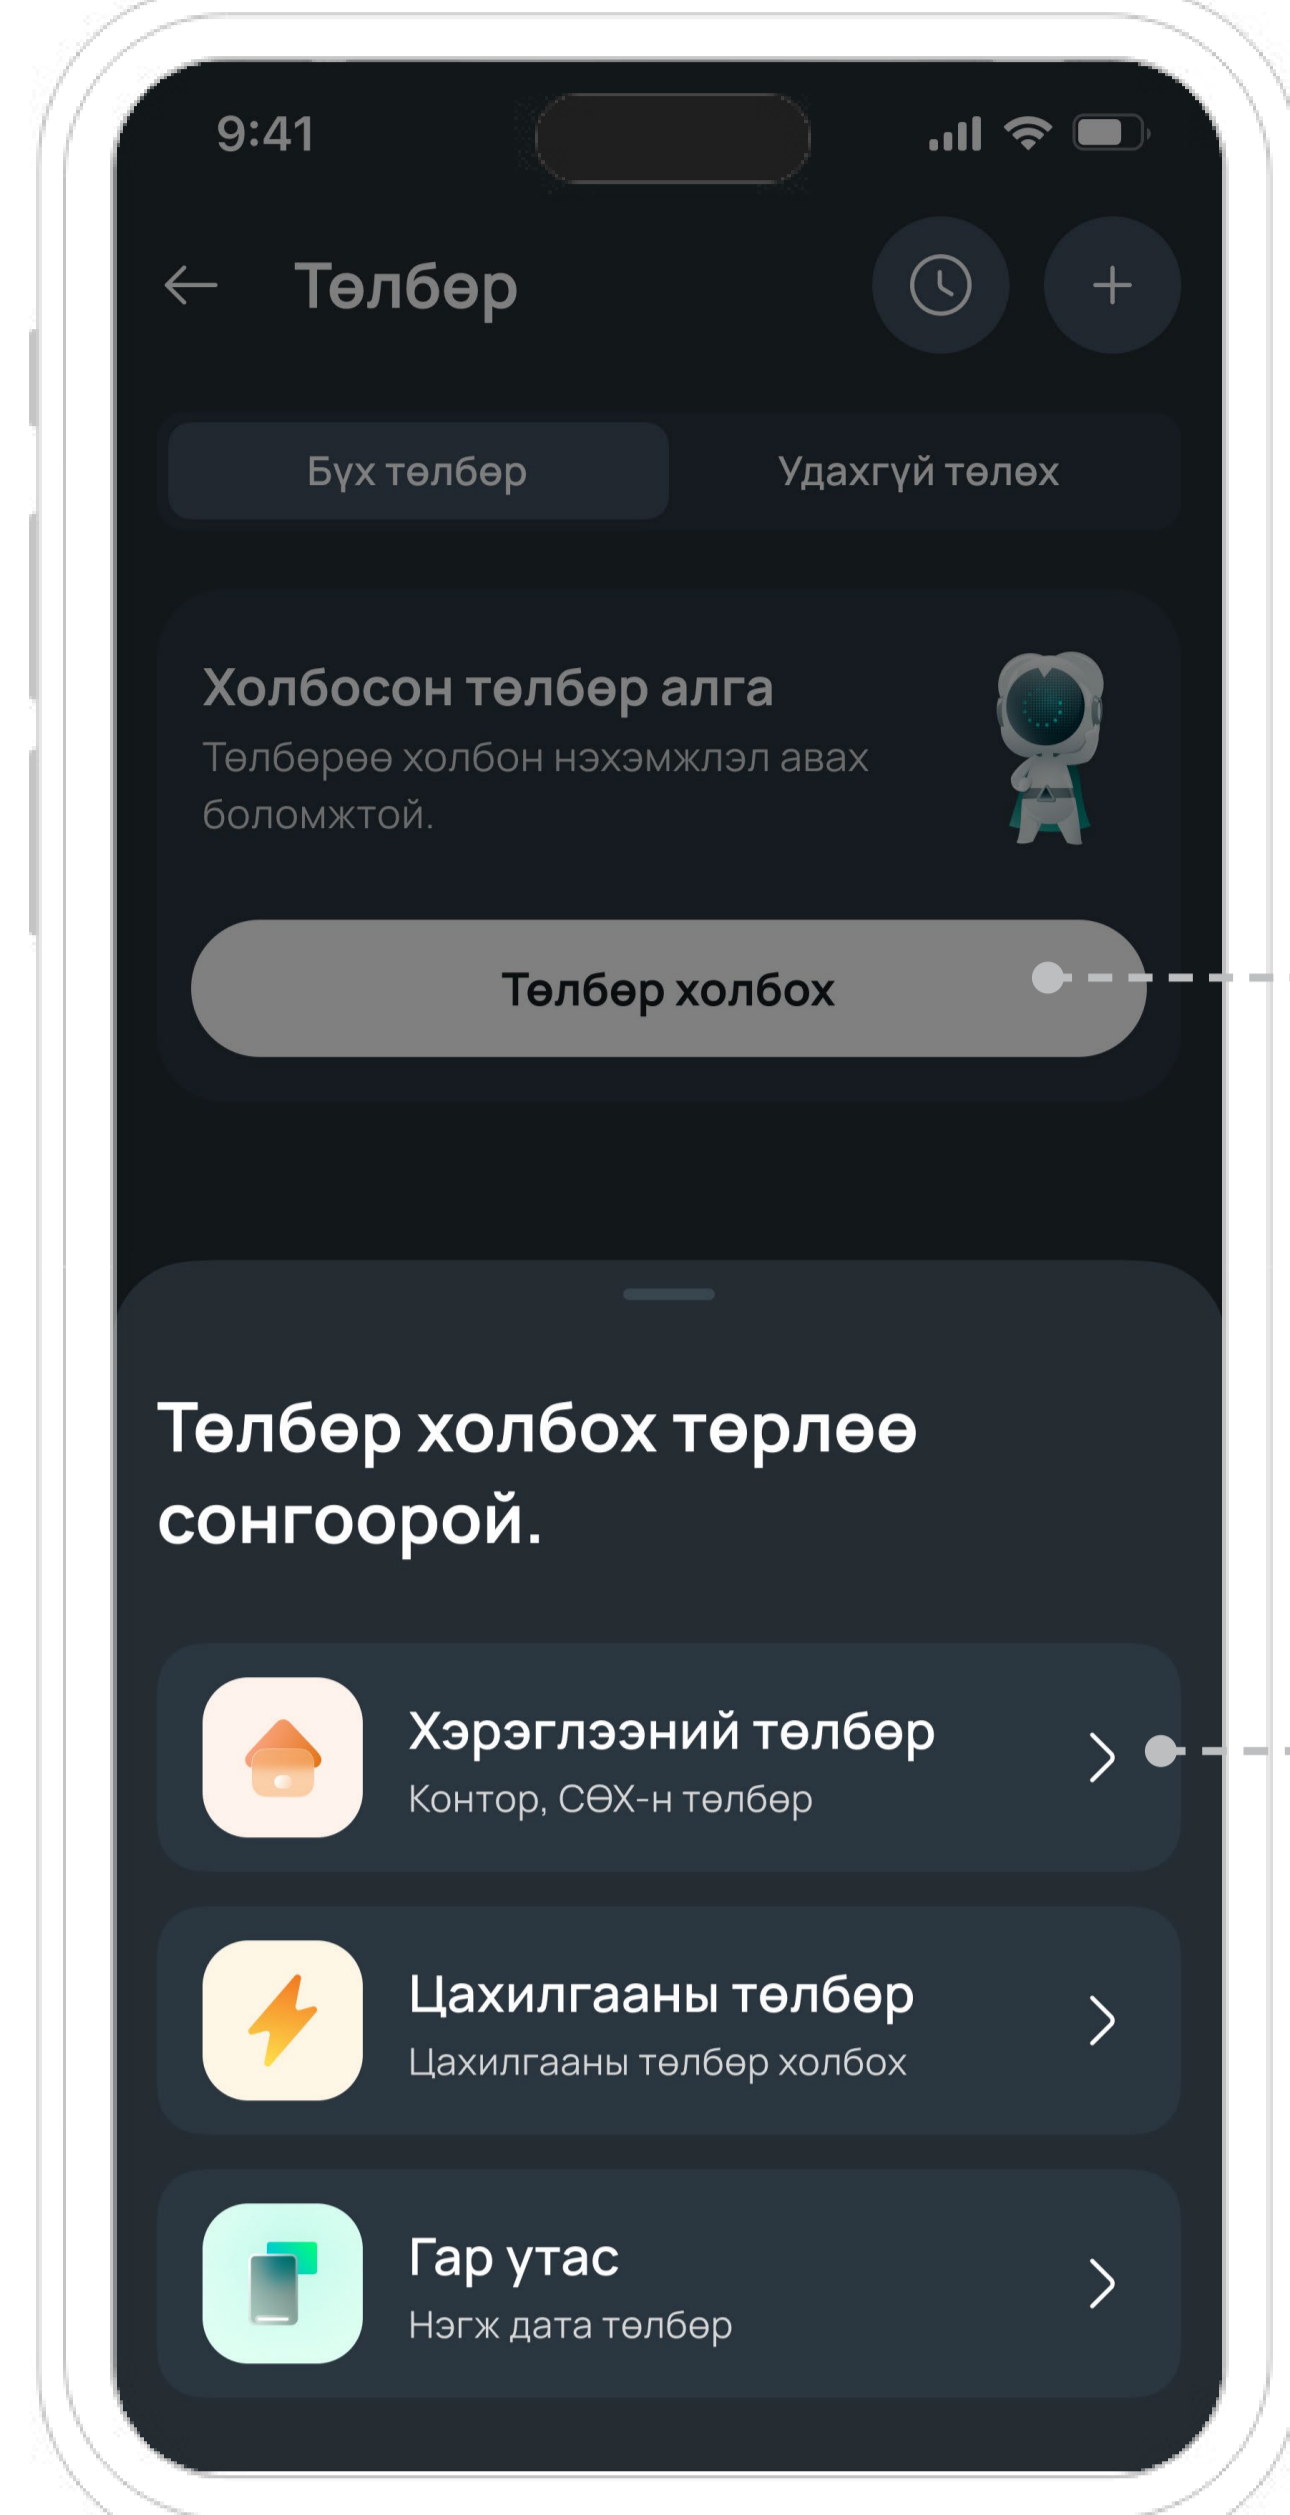 9:41
Төлбөр
Бүх төлбөр
Удахгүй төлөх
Холбосон төлбөр алга
Төлбөрөө холбон нэхэмжлэл авах
боломжтой.
Төлбөр холбох
Төлбөр холбох төрлөө
сонгоорой.
Хэрэглээний төлбөр
Контор, СӨХ-н төлбөр
Цахилгааны төлбөр
Цахилгааны төлбөр холбох
Гар утас
Нэгж дата төлбөр